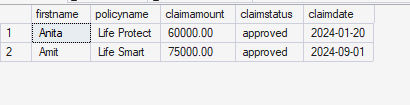 firstname policyname claimamount claimstatus claimdate
1 Anita Life Protect 60000.00 approved 2024-01-20
2 Amit Life Smart 75000.00 approved 2024-09-01